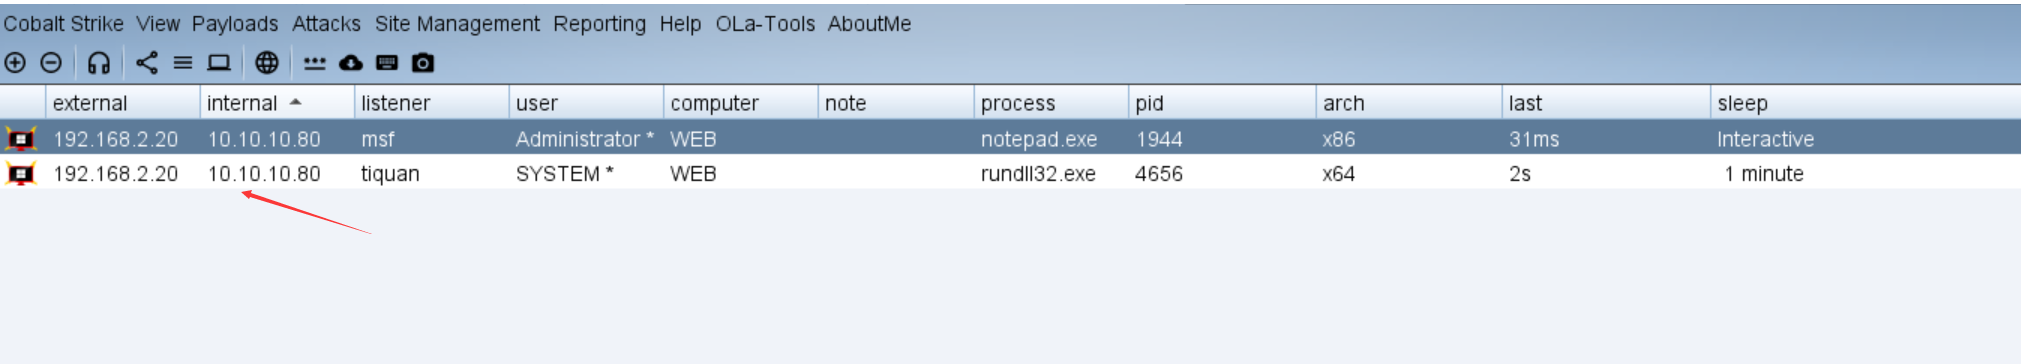 Cobalt Strike View Payloads Attacks Site Management Reporting Help OLa-Tools AboutMe
external internal listener user computer note process pid arch last sleep
192.168.2.20 10.10.10.80 msf Administrator * WEB notepad.exe 1944 x86 31ms Interactive
192.168.2.20 10.10.10.80 tiquan SYSTEM * WEB rundll32.exe 4656 x64 2s 1 minute